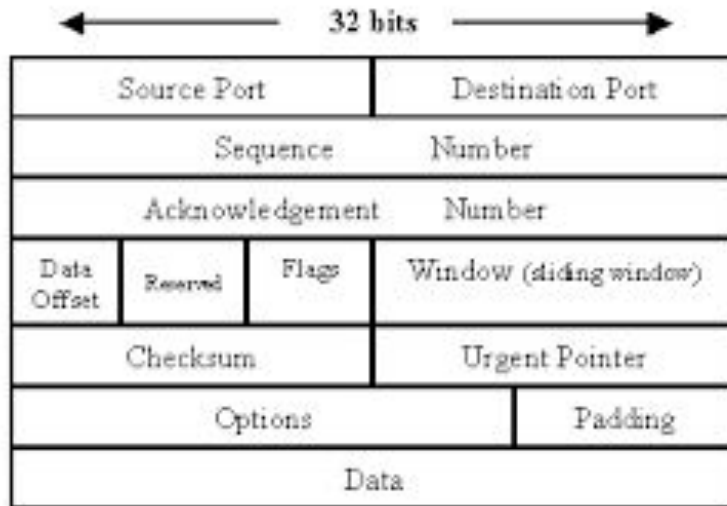 32 bits
Source Port Destination Port
Sequence Number
Acknowledgement Number
Data Offset Reserved Flags Window (sliding window)
Checksum Urgent Pointer
Options Padding
Data